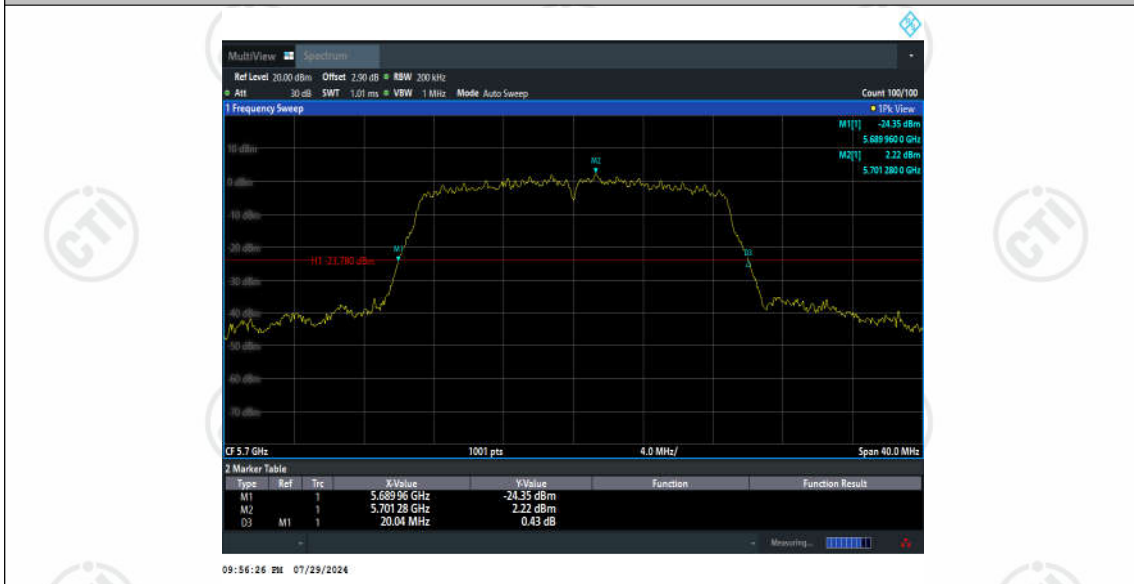 MultiView Spectrum
Ref Level 20.00 dBm Offset 2.90 dB RBW 200 kHz
Att 30 dB SWT 1.01 ms VBW 1 MHz Mode Auto Sweep Count 100/100
1 Frequency Sweep 1Pk View
M1[1] -24.35 dBm
5.689 960 0 GHz
M2[1] 2.22 dBm
5.701 280 0 GHz
10 dBm
M2
0 dBm
-10 dBm
-20 dBm
M1
D3
H1 -23.780 dBm
-30 dBm
-40 dBm
-50 dBm
-60 dBm
-70 dBm
CF 5.7 GHz 1001 pts 4.0 MHz/ Span 40.0 MHz
2 Marker Table
Type Ref Trc X-Value Y-Value Function Function Result
M1 1 5.689 96 GHz -24.35 dBm
M2 1 5.701 28 GHz 2.22 dBm
D3 M1 1 20.04 MHz 0.43 dB
Measuring...
09:56:26 PM 07/29/2024
CTI
CTI